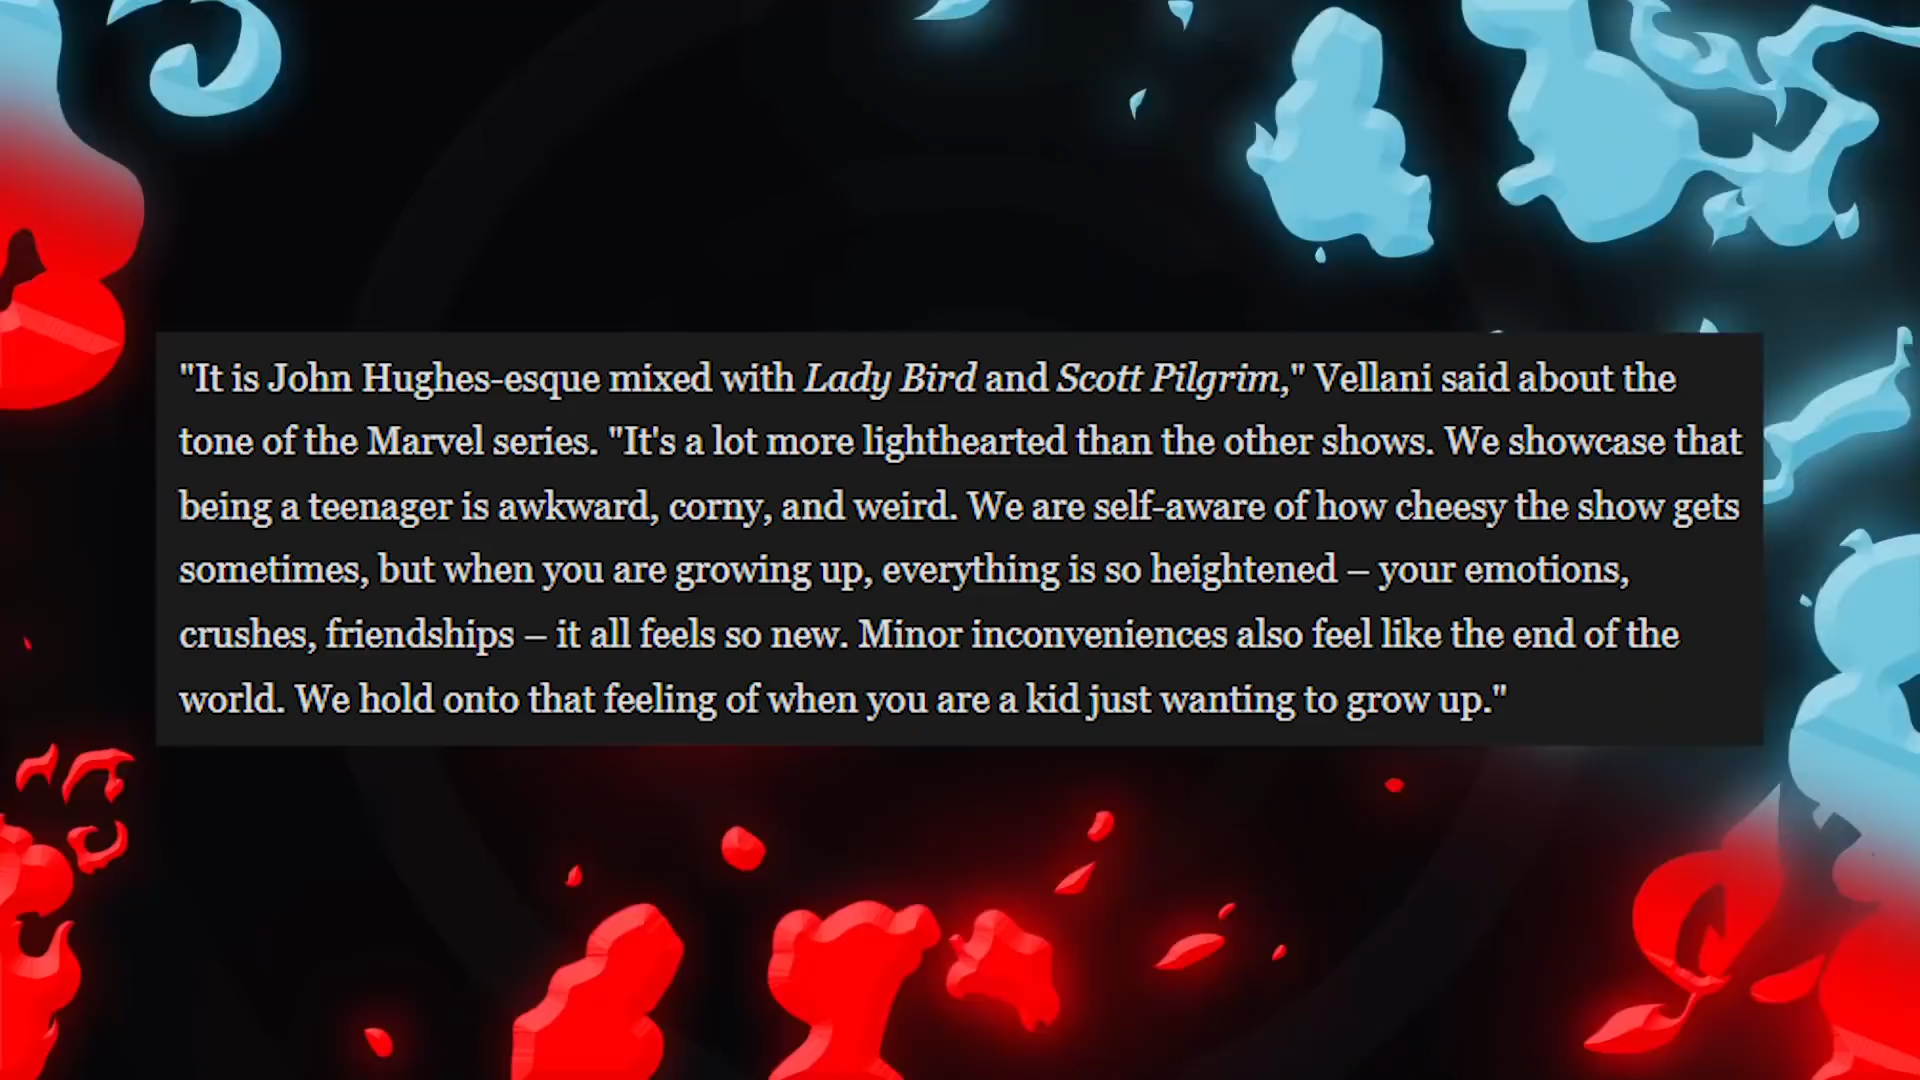 "It is John Hughes-esque mixed with Lady Bird and Scott Pilgrim," Vellani said about the
tone of the Marvel series. "It's a lot more lighthearted than the other shows. We showcase that
being a teenager is awkward, corny, and weird. We are self-aware of how cheesy the show gets
sometimes, but when you are growing up, everything is so heightened – your emotions,
crushes, friendships – it all feels so new. Minor inconveniences also feel like the end of the
world. We hold onto that feeling of when you are a kid just wanting to grow up."